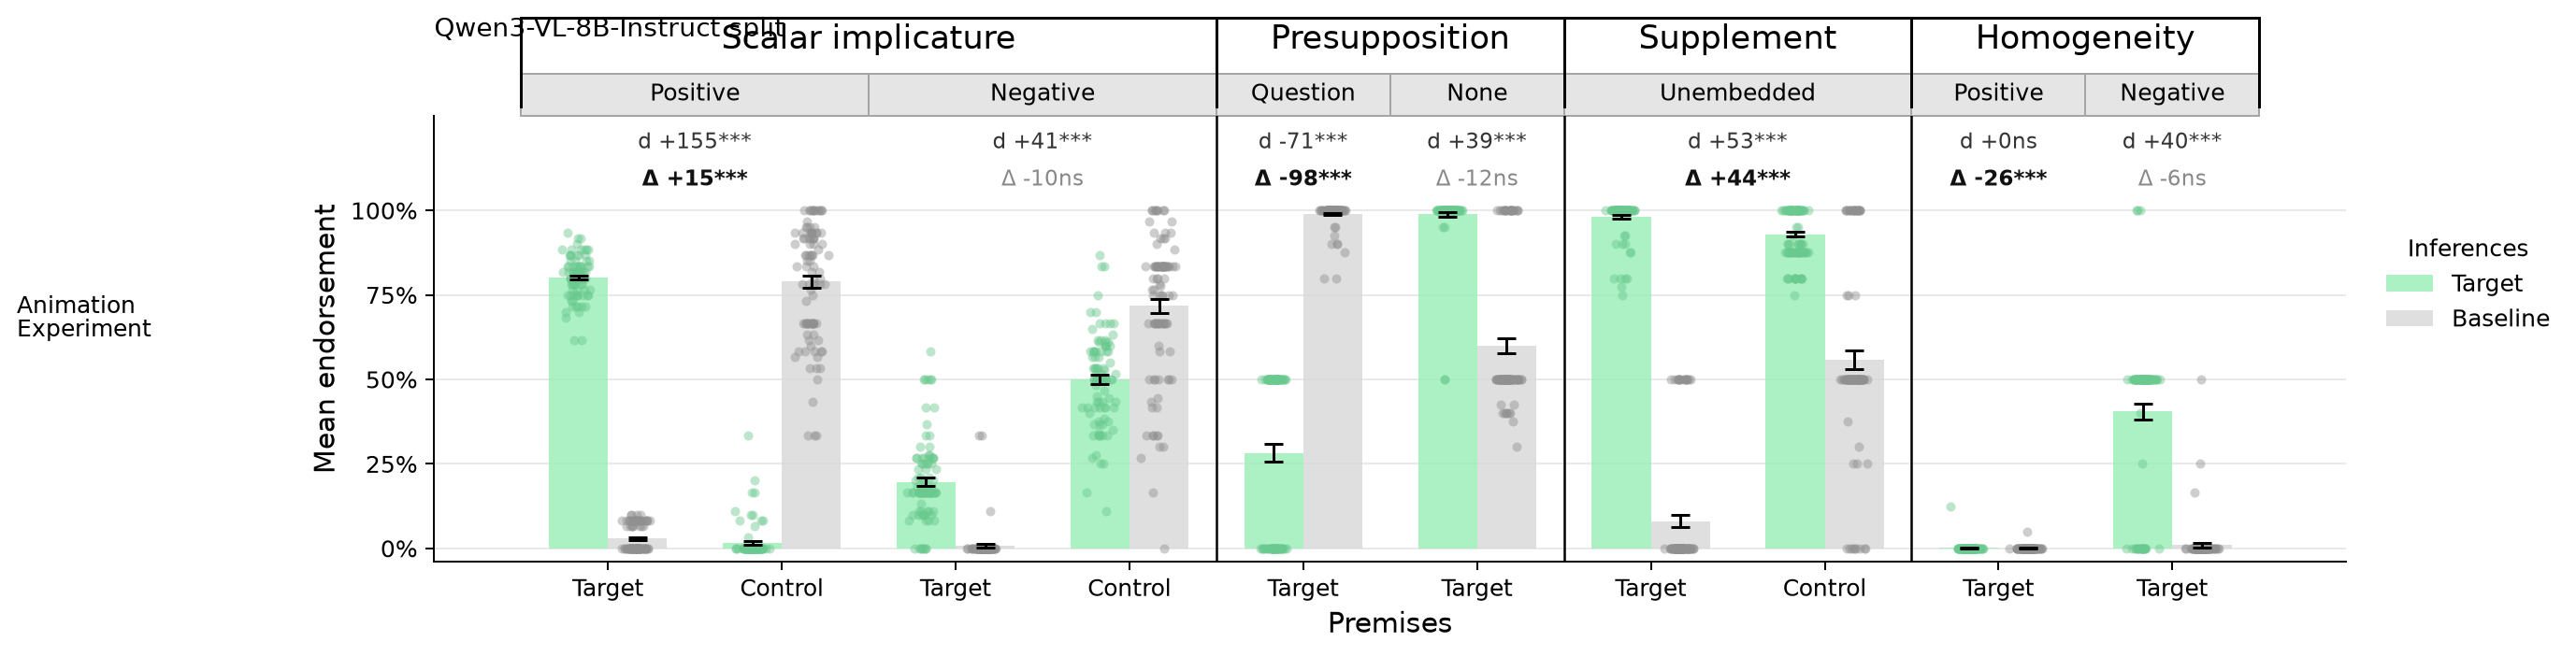 Qwen3-VL-8B-Instruct split
Scalar implicature
Presupposition
Supplement
Homogeneity
Positive
Negative
Question
None
Unembedded
Positive
Negative
d +155***
d +41***
d -71***
d +39***
d +53***
d +0ns
d +40***
Δ +15***
Δ -10ns
Δ -98***
Δ -12ns
Δ +44***
Δ -26***
Δ -6ns
Animation
Experiment
Mean endorsement
100%
75%
50%
25%
0%
Target
Control
Target
Control
Target
Target
Target
Control
Target
Target
Premises
Inferences
Target
Baseline